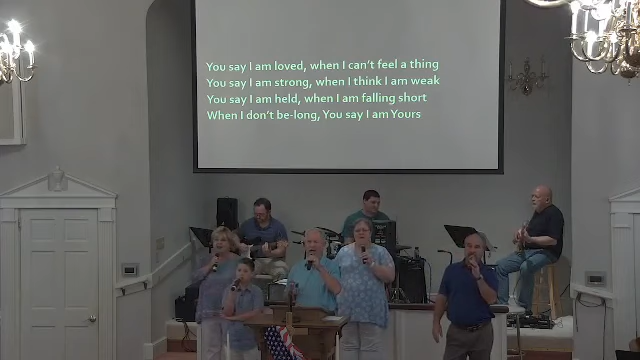 You say I am loved, when I can't feel a thing
You say I am strong, when I think I am weak
You say I am held, when I am falling short
When I don't be-long, You say I am Yours